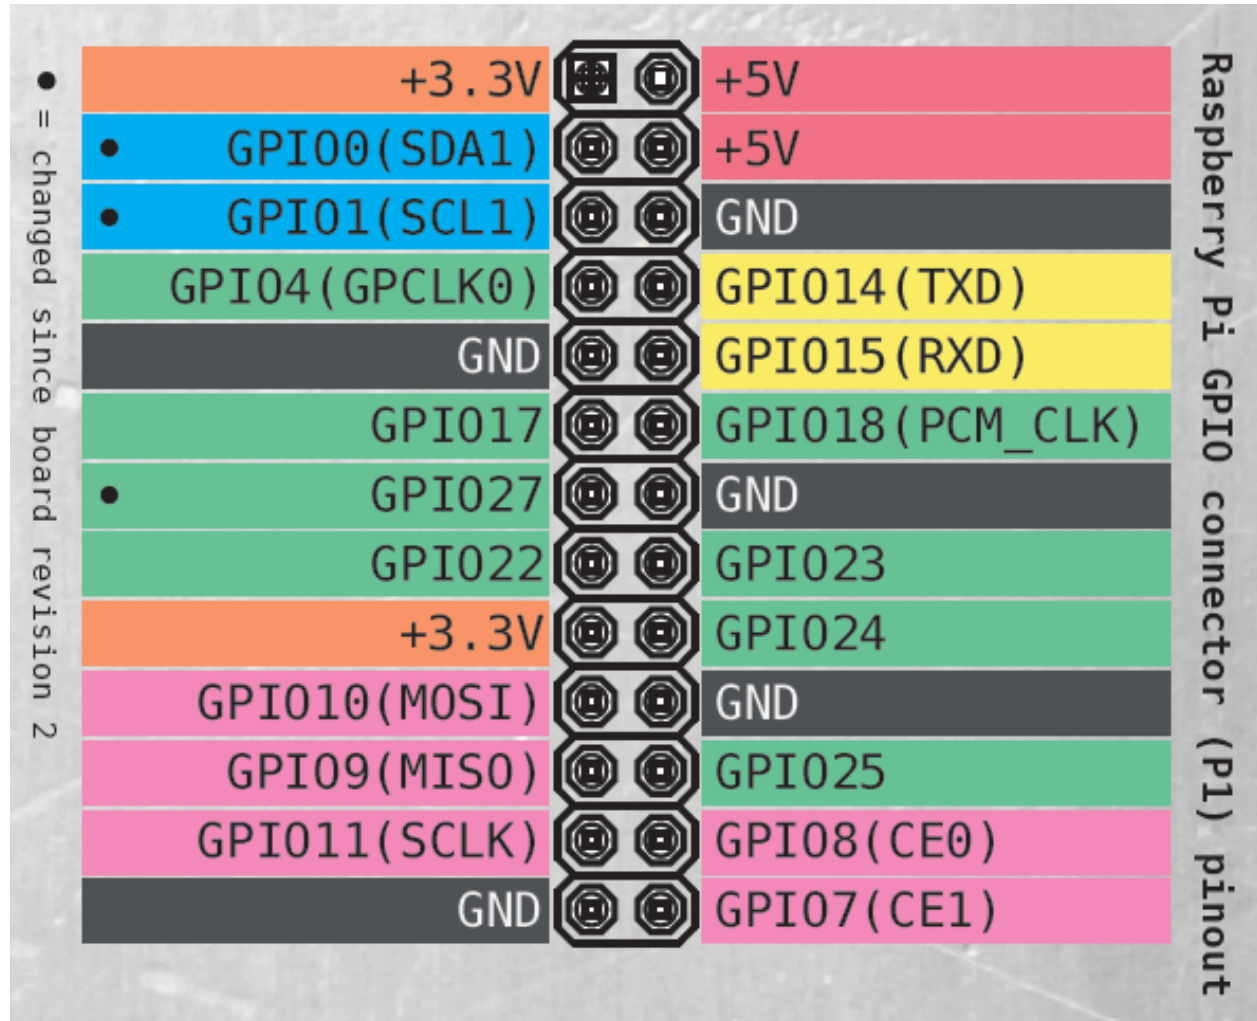 ● = changed since board revision 2
+3.3V +5V
● GPIO0(SDA1) +5V
● GPIO1(SCL1) GND
GPIO4(GPCLK0) GPIO14(TXD)
GND GPIO15(RXD)
GPIO17 GPIO18(PCM_CLK)
● GPIO27 GND
GPIO22 GPIO23
+3.3V GPIO24
GPIO10(MOSI) GND
GPIO9(MISO) GPIO25
GPIO11(SCLK) GPIO8(CE0)
GND GPIO7(CE1)
Raspberry Pi GPIO connector (P1) pinout